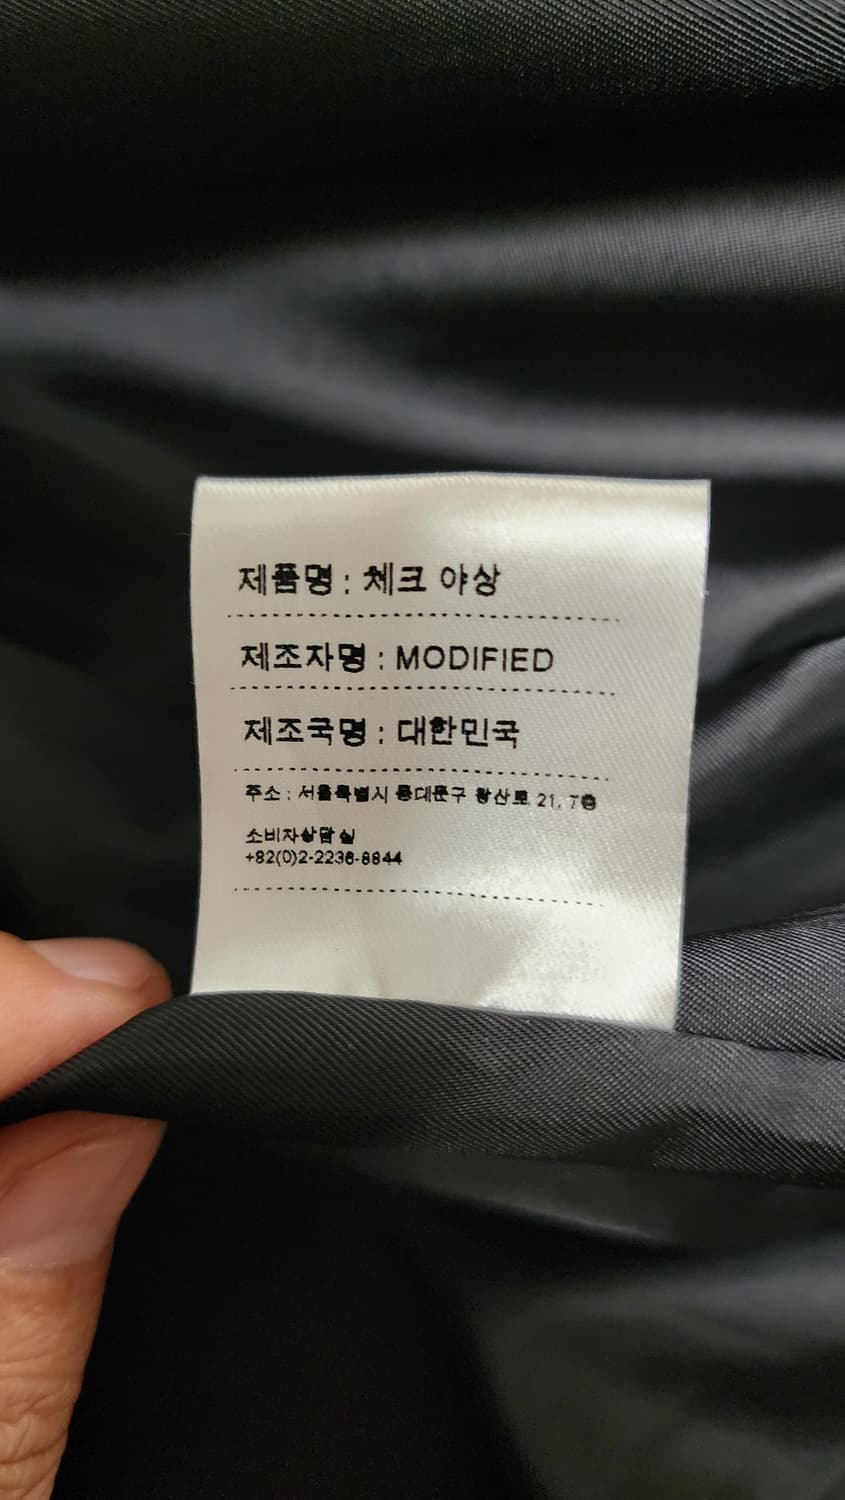 제품명 : 체크 야상
제조자명 : MODIFIED
제조국명 : 대한민국
주소 : 서울특별시 동대문구 왕산로 21, 7층
소비자상담실
+82(0)2-2236-8844